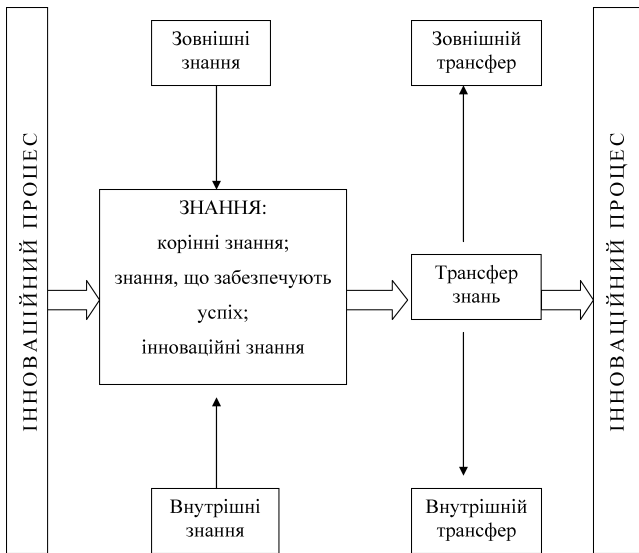 ІННОВАЦІЙНИЙ ПРОЦЕС
Зовнішні
знання
Зовнішній
трансфер
ЗНАННЯ:
корінні знання;
знання, що забезпечують
успіх;
інноваційні знання
Трансфер
знань
Внутрішні
знання
Внутрішній
трансфер
ІННОВАЦІЙНИЙ ПРОЦЕС